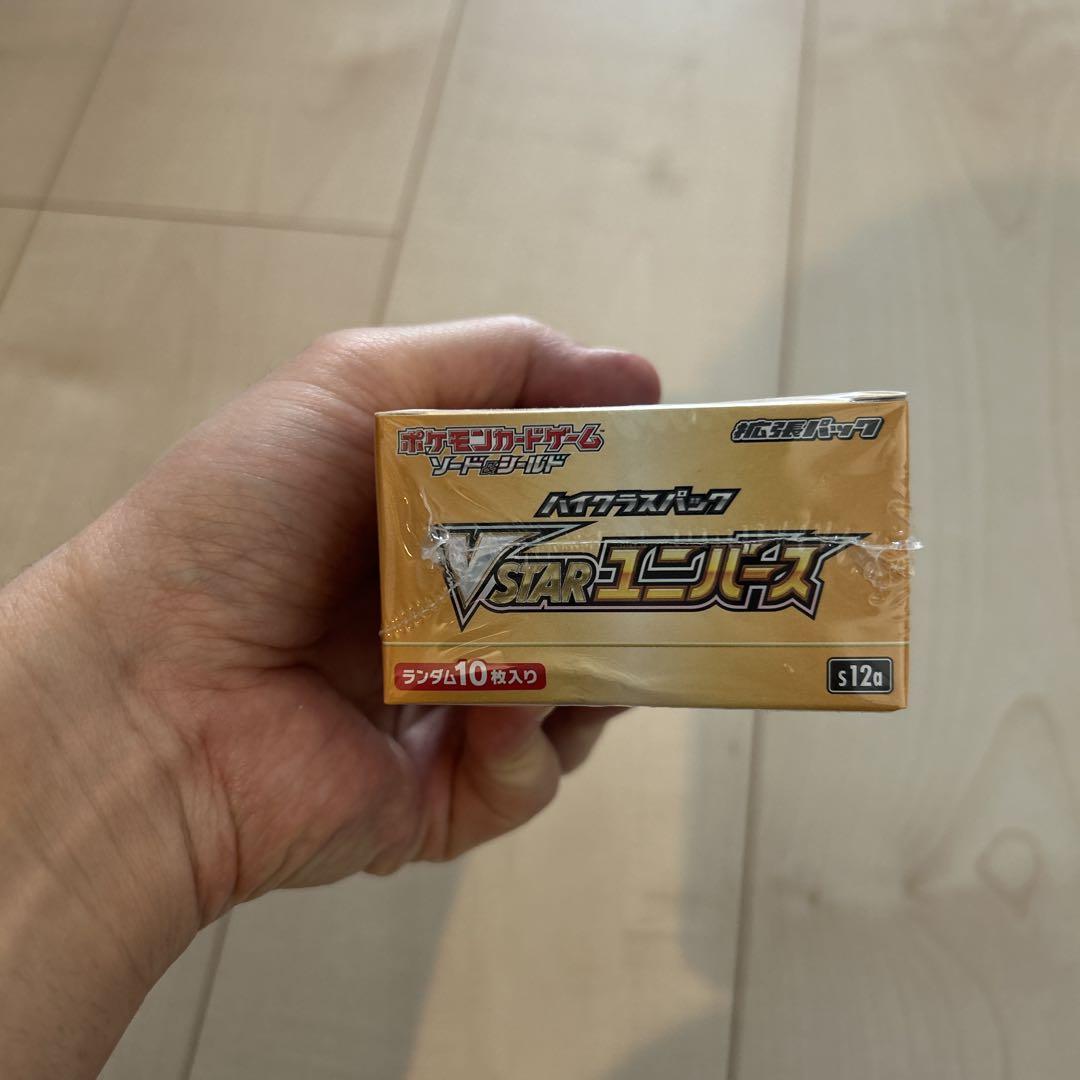 ポケモンカードゲーム
ソード&シールド
拡張パック
ハイクラスパック
VSTARユニバース
ランダム10枚入り
s12a